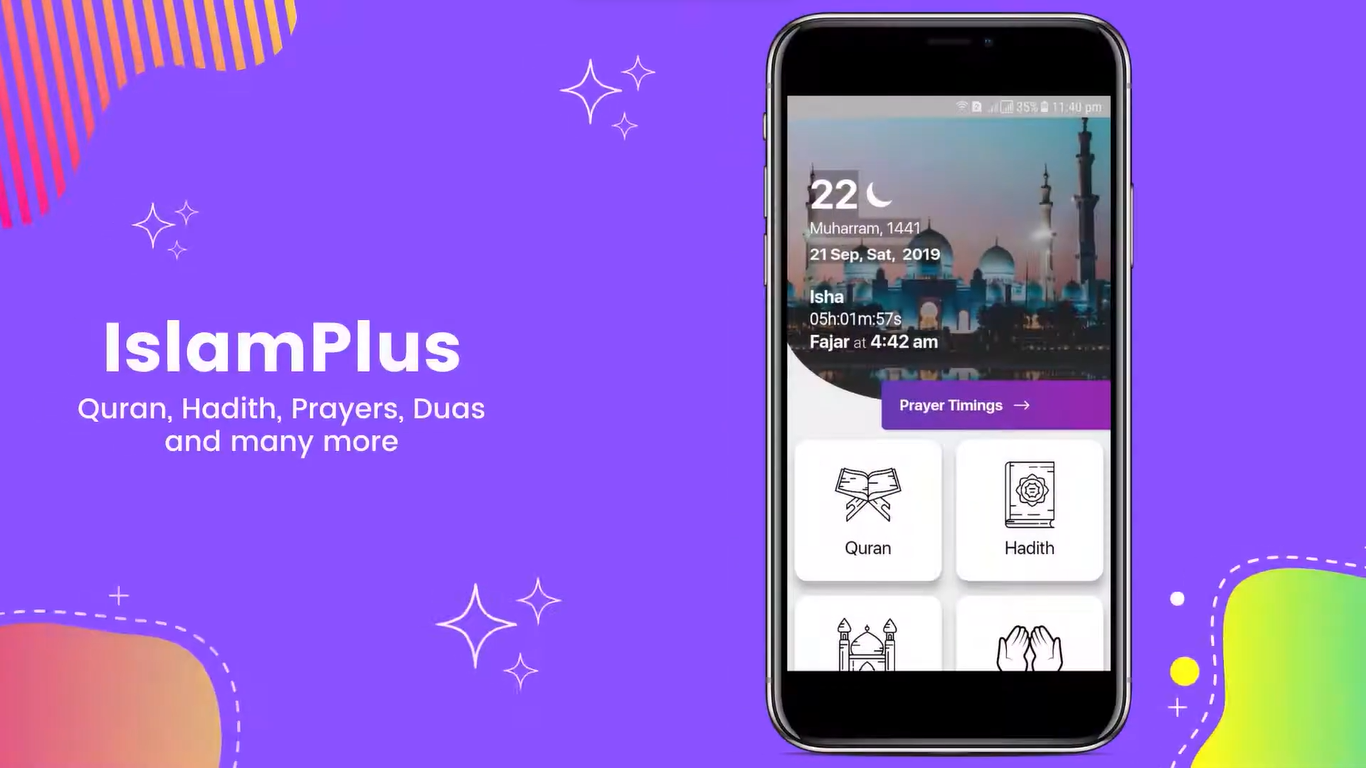 IslamPlus
Quran, Hadith, Prayers, Duas
and many more
35% 11:40 pm
22
Muharram, 1441
21 Sep, Sat, 2019
Isha
05h:01m:57s
Fajar at 4:42 am
Prayer Timings
Quran
Hadith